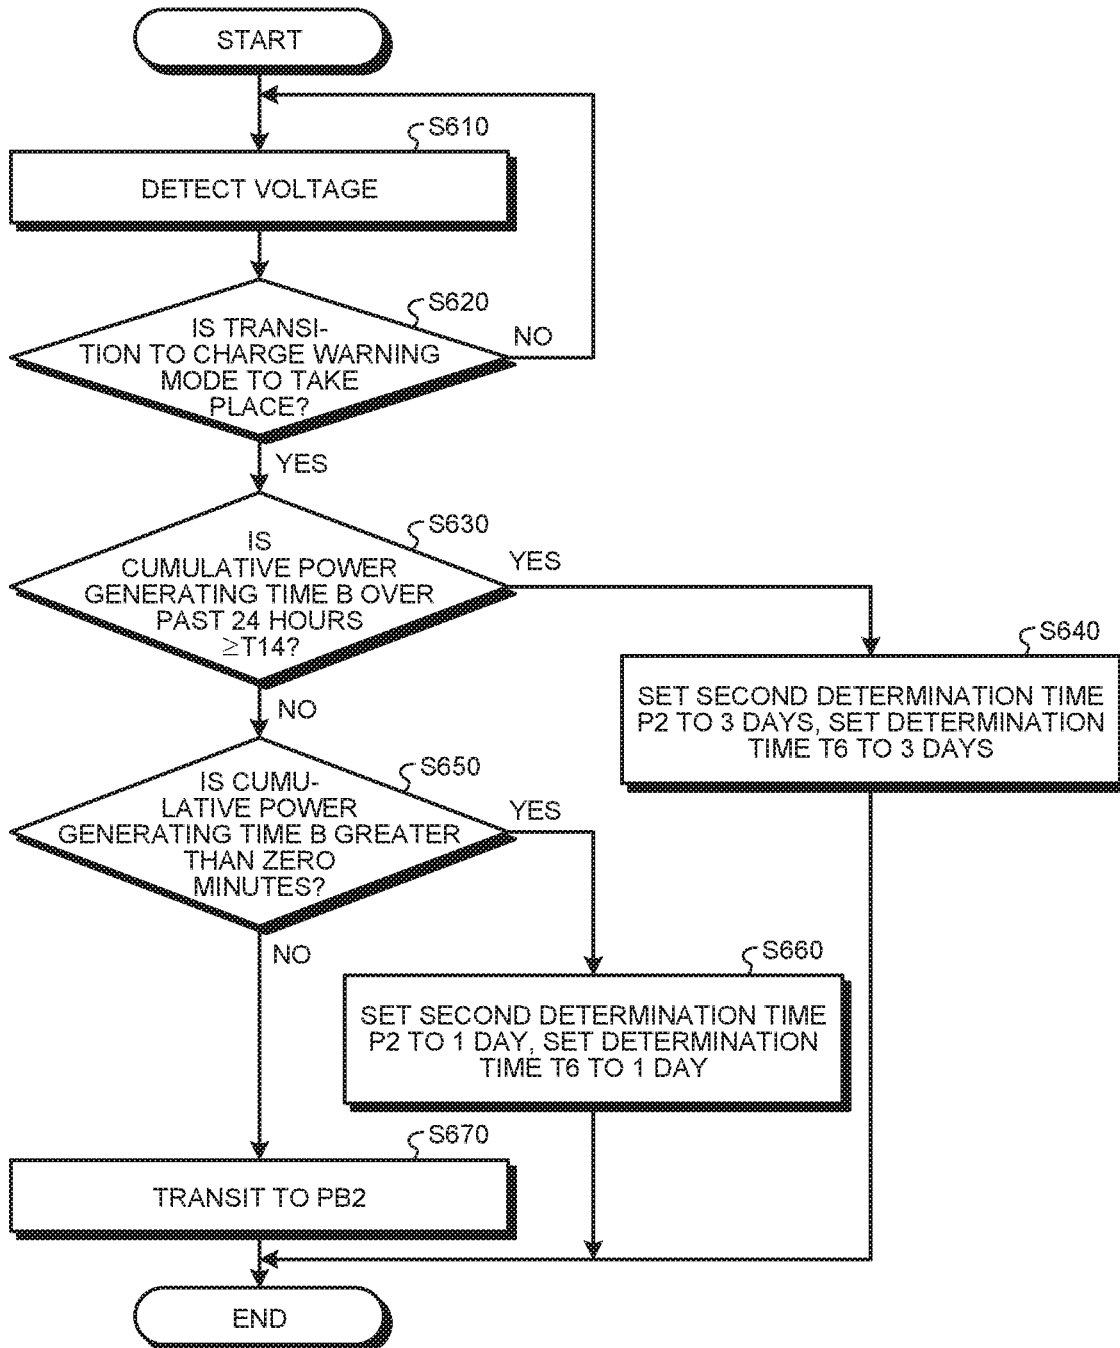 START
S610
DETECT VOLTAGE
S620
IS TRANSI-
TION TO CHARGE WARNING
MODE TO TAKE
PLACE?
NO
YES
S630
IS
CUMULATIVE POWER
GENERATING TIME B OVER
PAST 24 HOURS
≥T14?
YES
NO
S640
SET SECOND DETERMINATION TIME
P2 TO 3 DAYS, SET DETERMINATION
TIME T6 TO 3 DAYS
S650
IS CUMU-
LATIVE POWER
GENERATING TIME B GREATER
THAN ZERO
MINUTES?
YES
NO
S660
SET SECOND DETERMINATION TIME
P2 TO 1 DAY, SET DETERMINATION
TIME T6 TO 1 DAY
S670
TRANSIT TO PB2
END